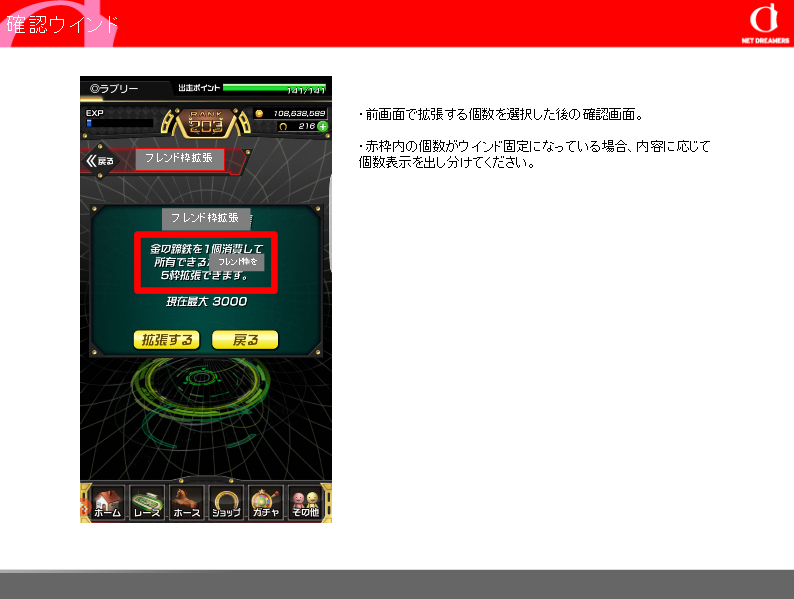 確認ウインド
NET DREAMERS
◎ラブリー
出走ポイント
141/141
EXP
RANK
203
108,638,589
216
戻る
フレンド枠拡張
フレンド枠拡張
金の蹄鉄を1個消費して
所有できる
フレンド枠を
5枠拡張できます。
現在最大 3000
拡張する
戻る
ホーム
レース
ホース
ショップ
ガチャ
その他
・前画面で拡張する個数を選択した後の確認画面。
・赤枠内の個数がウインド固定になっている場合、内容に応じて
個数表示を出し分けてください。